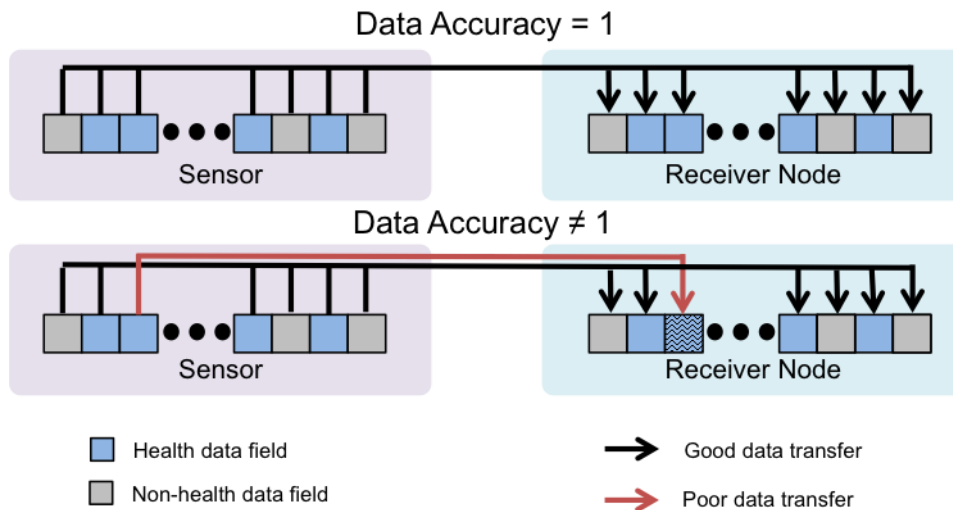 Data Accuracy = 1
Sensor
Receiver Node
Data Accuracy ≠ 1
Sensor
Receiver Node
Health data field
Good data transfer
Non-health data field
Poor data transfer